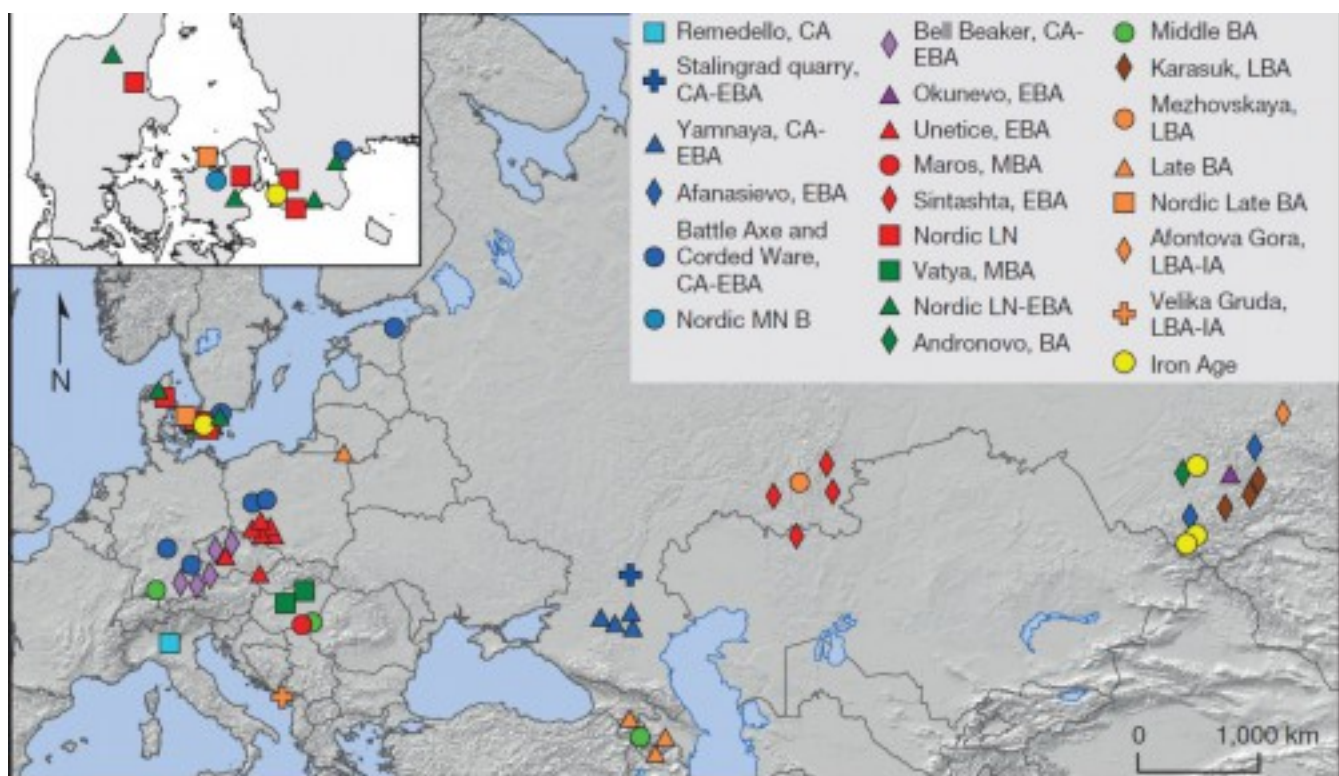 Remedello, CA
Stalingrad quarry,
CA-EBA
Yamnaya, CA-
EBA
Afanasievo, EBA
Battle Axe and
Corded Ware,
CA-EBA
Nordic MN B
Bell Beaker, CA-
EBA
Okunevo, EBA
Unetice, EBA
Maros, MBA
Sintashta, EBA
Nordic LN
Vatya, MBA
Nordic LN-EBA
Andronovo, BA
Middle BA
Karasuk, LBA
Mezhovskaya,
LBA
Late BA
Nordic Late BA
Afontova Gora,
LBA-IA
Velika Gruda,
LBA-IA
Iron Age
N
0 1,000 km